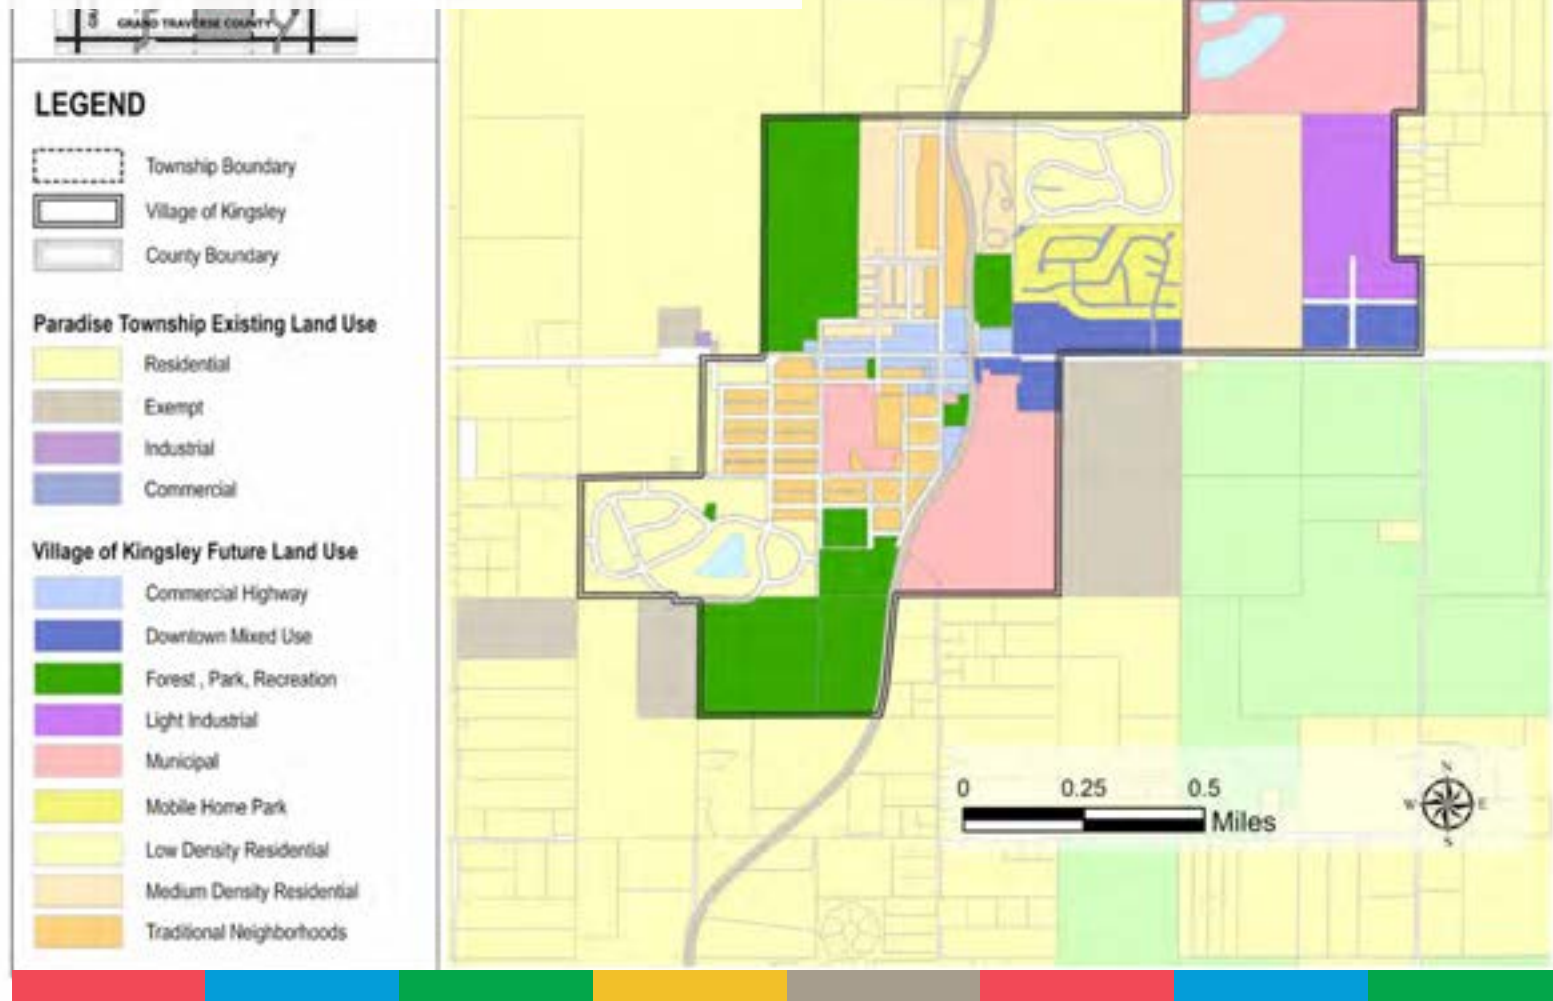 GRAND TRAVERSE COUNTY
LEGEND
Township Boundary
Village of Kingsley
County Boundary
Paradise Township Existing Land Use
Residential
Exempt
Industrial
Commercial
Village of Kingsley Future Land Use
Commercial Highway
Downtown Mixed Use
Forest , Park, Recreation
Light Industrial
Municipal
Mobile Home Park
Low Density Residential
Medium Density Residential
Traditional Neighborhoods
0 0.25 0.5
Miles
N
W E
S